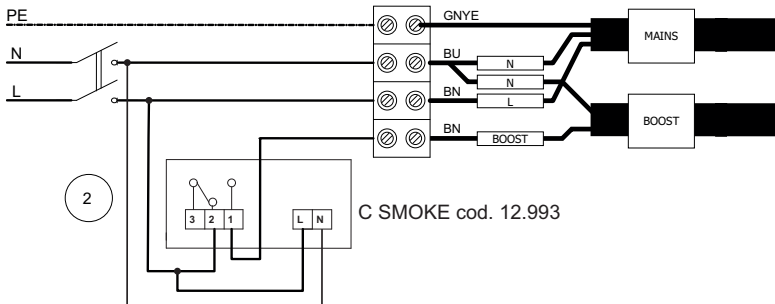 PE
GNYE
MAINS
N
BU
N
N
L
BN
L
BOOST
BN
BOOST
2
3 2 1
L N
C SMOKE cod. 12.993